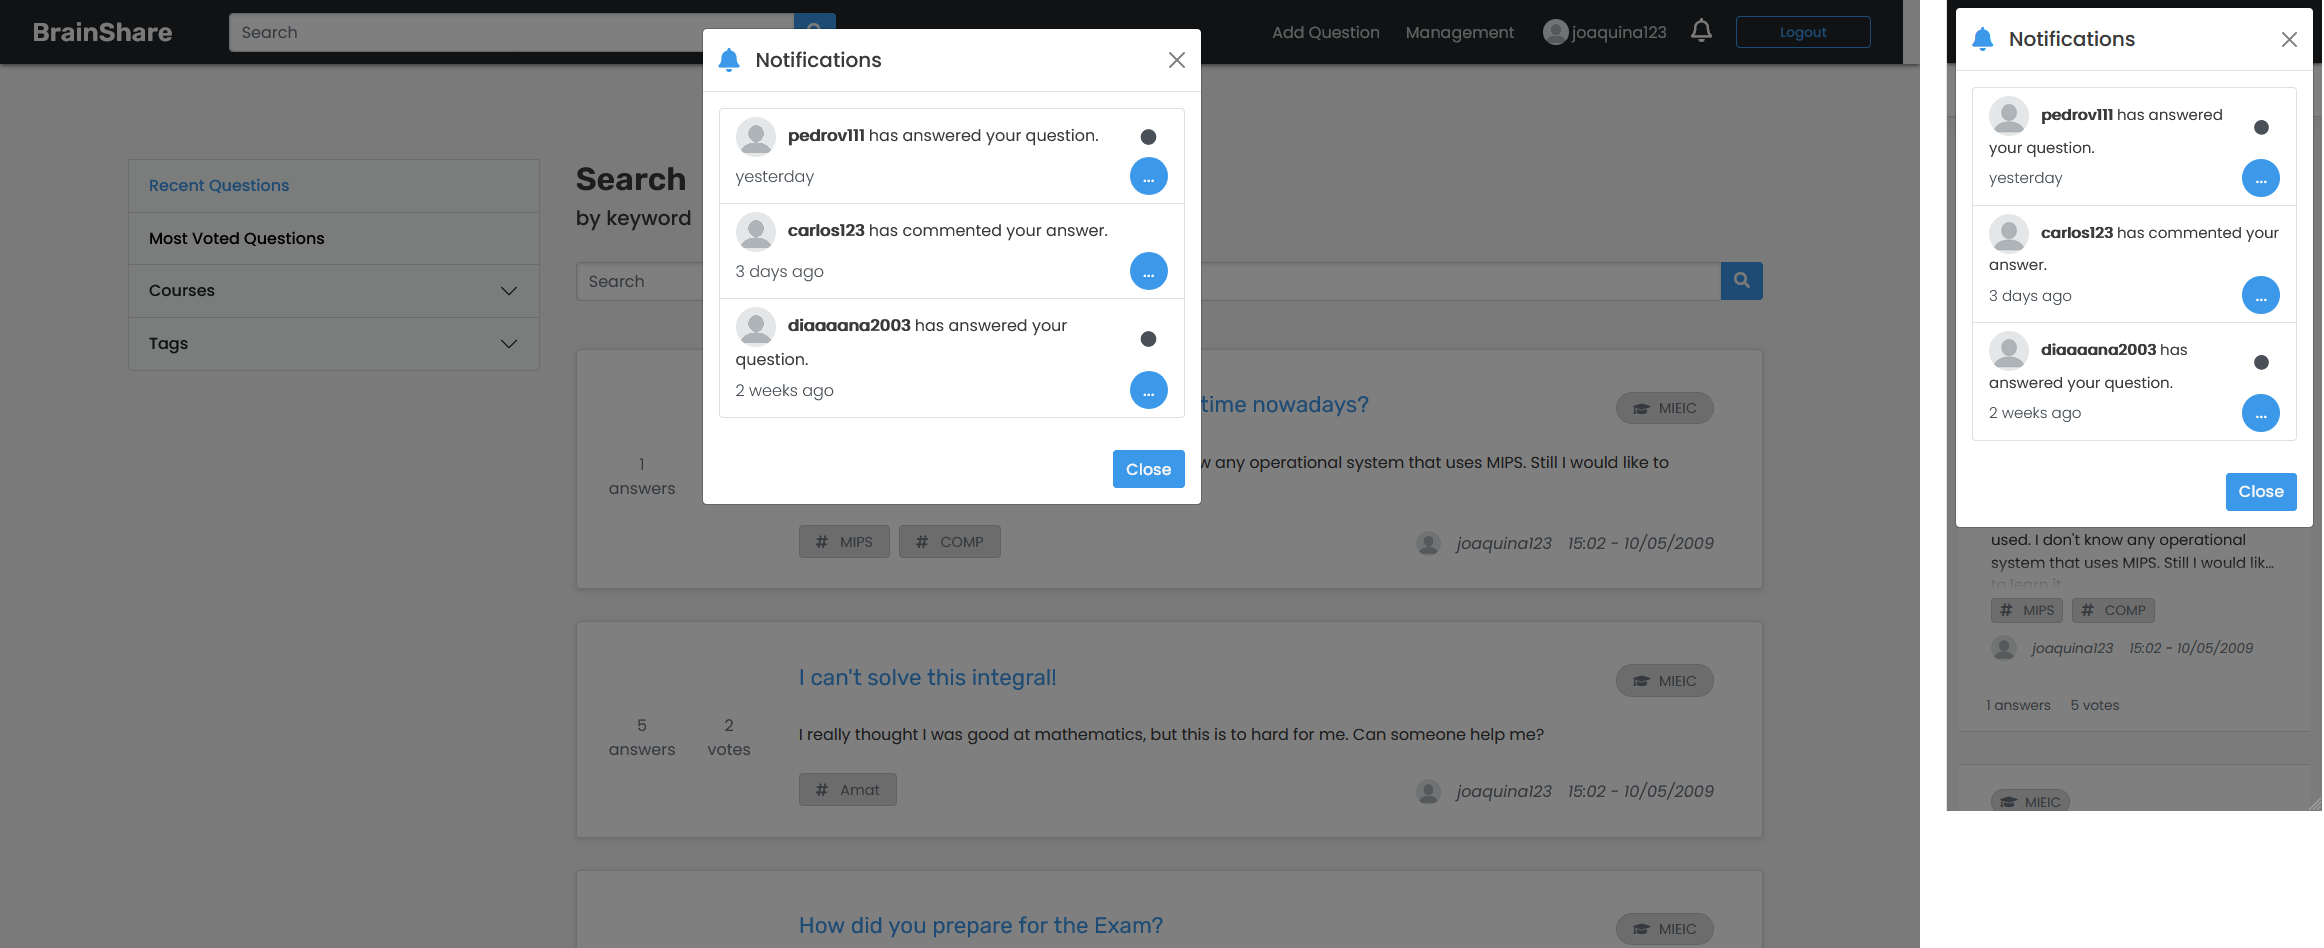 BrainShare
Search
Add Question
Management
joaquina123
Logout
Notifications
pedrov111 has answered your question.
yesterday
...
carlos123 has commented your answer.
3 days ago
...
diaaaana2003 has answered your
question.
2 weeks ago
...
Close
Recent Questions
Most Voted Questions
Courses
Tags
Search
by keyword
Search
time nowadays?
MIEIC
1
answers
w any operational system that uses MIPS. Still I would like to
# MIPS
# COMP
joaquina123 15:02 - 10/05/2009
I can't solve this integral!
MIEIC
5
answers
2
votes
I really thought I was good at mathematics, but this is to hard for me. Can someone help me?
# Amat
joaquina123 15:02 - 10/05/2009
How did you prepare for the Exam?
MIEIC
Notifications
pedrov111 has answered
your question.
yesterday
...
carlos123 has commented your
answer.
3 days ago
...
diaaaana2003 has
answered your question.
2 weeks ago
...
Close
used. I don't know any operational
system that uses MIPS. Still I would lik...
to learn it
# MIPS
# COMP
joaquina123 15:02 - 10/05/2009
1 answers 5 votes
MIEIC